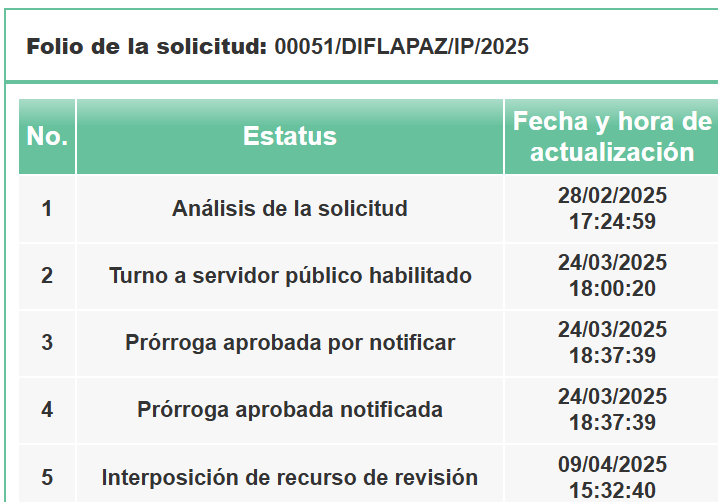 Folio de la solicitud: 00051/DIFLAPAZ/IP/2025
No. Estatus Fecha y hora de
actualización
1 Análisis de la solicitud 28/02/2025
17:24:59
2 Turno a servidor público habilitado 24/03/2025
18:00:20
3 Prórroga aprobada por notificar 24/03/2025
18:37:39
4 Prórroga aprobada notificada 24/03/2025
18:37:39
5 Interposición de recurso de revisión 09/04/2025
15:32:40